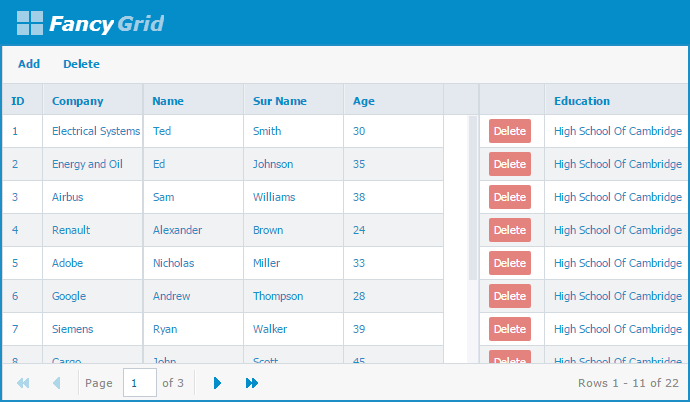 Fancy Grid
Add Delete
ID Company Name Sur Name Age Education
1 Electrical Systems Ted Smith 30 Delete High School Of Cambridge
2 Energy and Oil Ed Johnson 35 Delete High School Of Cambridge
3 Airbus Sam Williams 38 Delete High School Of Cambridge
4 Renault Alexander Brown 24 Delete High School Of Cambridge
5 Adobe Nicholas Miller 33 Delete High School Of Cambridge
6 Google Andrew Thompson 28 Delete High School Of Cambridge
7 Siemens Ryan Walker 39 Delete High School Of Cambridge
8 Cargo John Scott 45 Delete High School Of Cambridge
Page 1 of 3 Rows 1 - 11 of 22